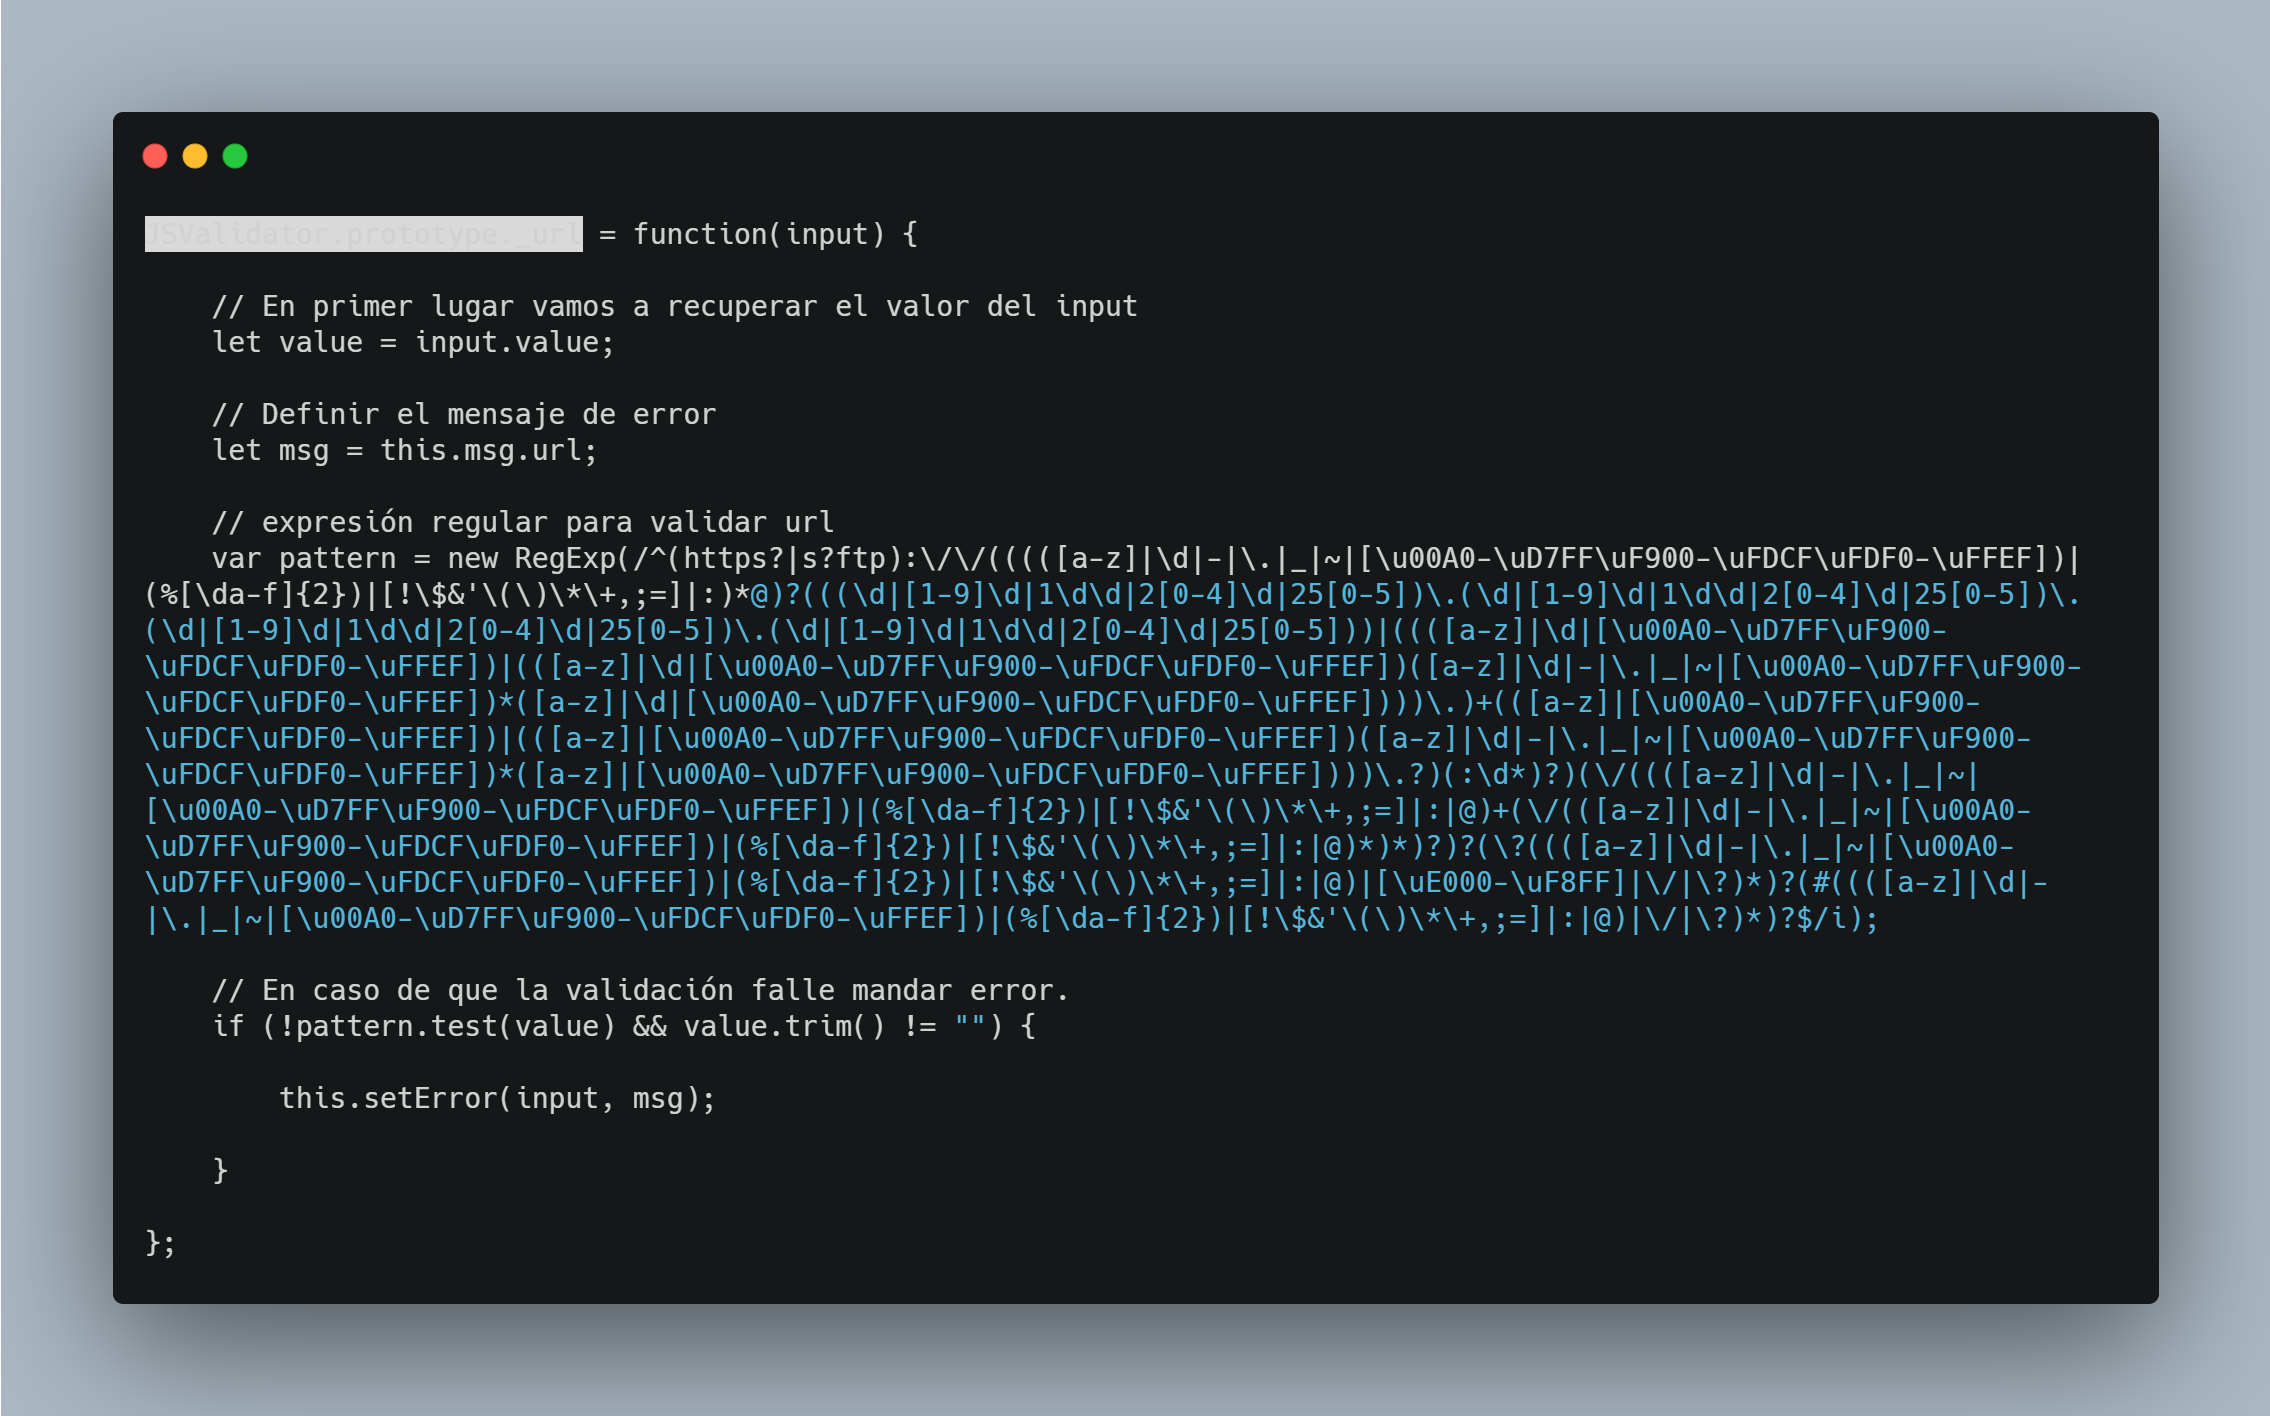 JSValidator.prototype._url = function(input) {
// En primer lugar vamos a recuperar el valor del input
let value = input.value;
// Definir el mensaje de error
let msg = this.msg.url;
// expresión regular para validar url
var pattern = new RegExp(/^(https?|s?ftp):\/\/((((([a-z]|\d|-|\.|_|~|[\u00A0-\uD7FF\uF900-\uFDCF\uFDF0-\uFFEF])|
(%[\da-f]{2})|[!\$&'\(\)\*\+,;=]|:)*@)?(((\d|[1-9]\d|1\d\d|2[0-4]\d|25[0-5])\.(\d|[1-9]\d|1\d\d|2[0-4]\d|25[0-5])\.
(\d|[1-9]\d|1\d\d|2[0-4]\d|25[0-5])\.(\d|[1-9]\d|1\d\d|2[0-4]\d|25[0-5]))|((([a-z]|\d|[\u00A0-\uD7FF\uF900-
\uFDCF\uFDF0-\uFFEF])|(([a-z]|\d|[\u00A0-\uD7FF\uF900-\uFDCF\uFDF0-\uFFEF])([a-z]|\d|-|\.|_|~|[\u00A0-\uD7FF\uF900-
\uFDCF\uFDF0-\uFFEF])*([a-z]|\d|[\u00A0-\uD7FF\uF900-\uFDCF\uFDF0-\uFFEF])))\.)+(([a-z]|[\u00A0-\uD7FF\uF900-
\uFDCF\uFDF0-\uFFEF])|(([a-z]|[\u00A0-\uD7FF\uF900-\uFDCF\uFDF0-\uFFEF])([a-z]|\d|-|\.|_|~|[\u00A0-\uD7FF\uF900-
\uFDCF\uFDF0-\uFFEF])*([a-z]|[\u00A0-\uD7FF\uF900-\uFDCF\uFDF0-\uFFEF])))\.?)(:\d*)?)(\/((([a-z]|\d|-|\.|_|~|
[\u00A0-\uD7FF\uF900-\uFDCF\uFDF0-\uFFEF])|(%[\da-f]{2})|[!\$&'\(\)\*\+,;=]|:|@)+(\/(([a-z]|\d|-|\.|_|~|[\u00A0-
\uD7FF\uF900-\uFDCF\uFDF0-\uFFEF])|(%[\da-f]{2})|[!\$&'\(\)\*\+,;=]|:|@)*)*)?)?(\?((([a-z]|\d|-|\.|_|~|[\u00A0-
\uD7FF\uF900-\uFDCF\uFDF0-\uFFEF])|(%[\da-f]{2})|[!\$&'\(\)\*\+,;=]|:|@)|[\uE000-\uF8FF]|\/|\?)*)?(#((([a-z]|\d|-
|\.|_|~|[\u00A0-\uD7FF\uF900-\uFDCF\uFDF0-\uFFEF])|(%[\da-f]{2})|[!\$&'\(\)\*\+,;=]|:|@)|\/|\?)*)?$/i);
// En caso de que la validación falle mandar error.
if (!pattern.test(value) && value.trim() != "") {
this.setError(input, msg);
}
};